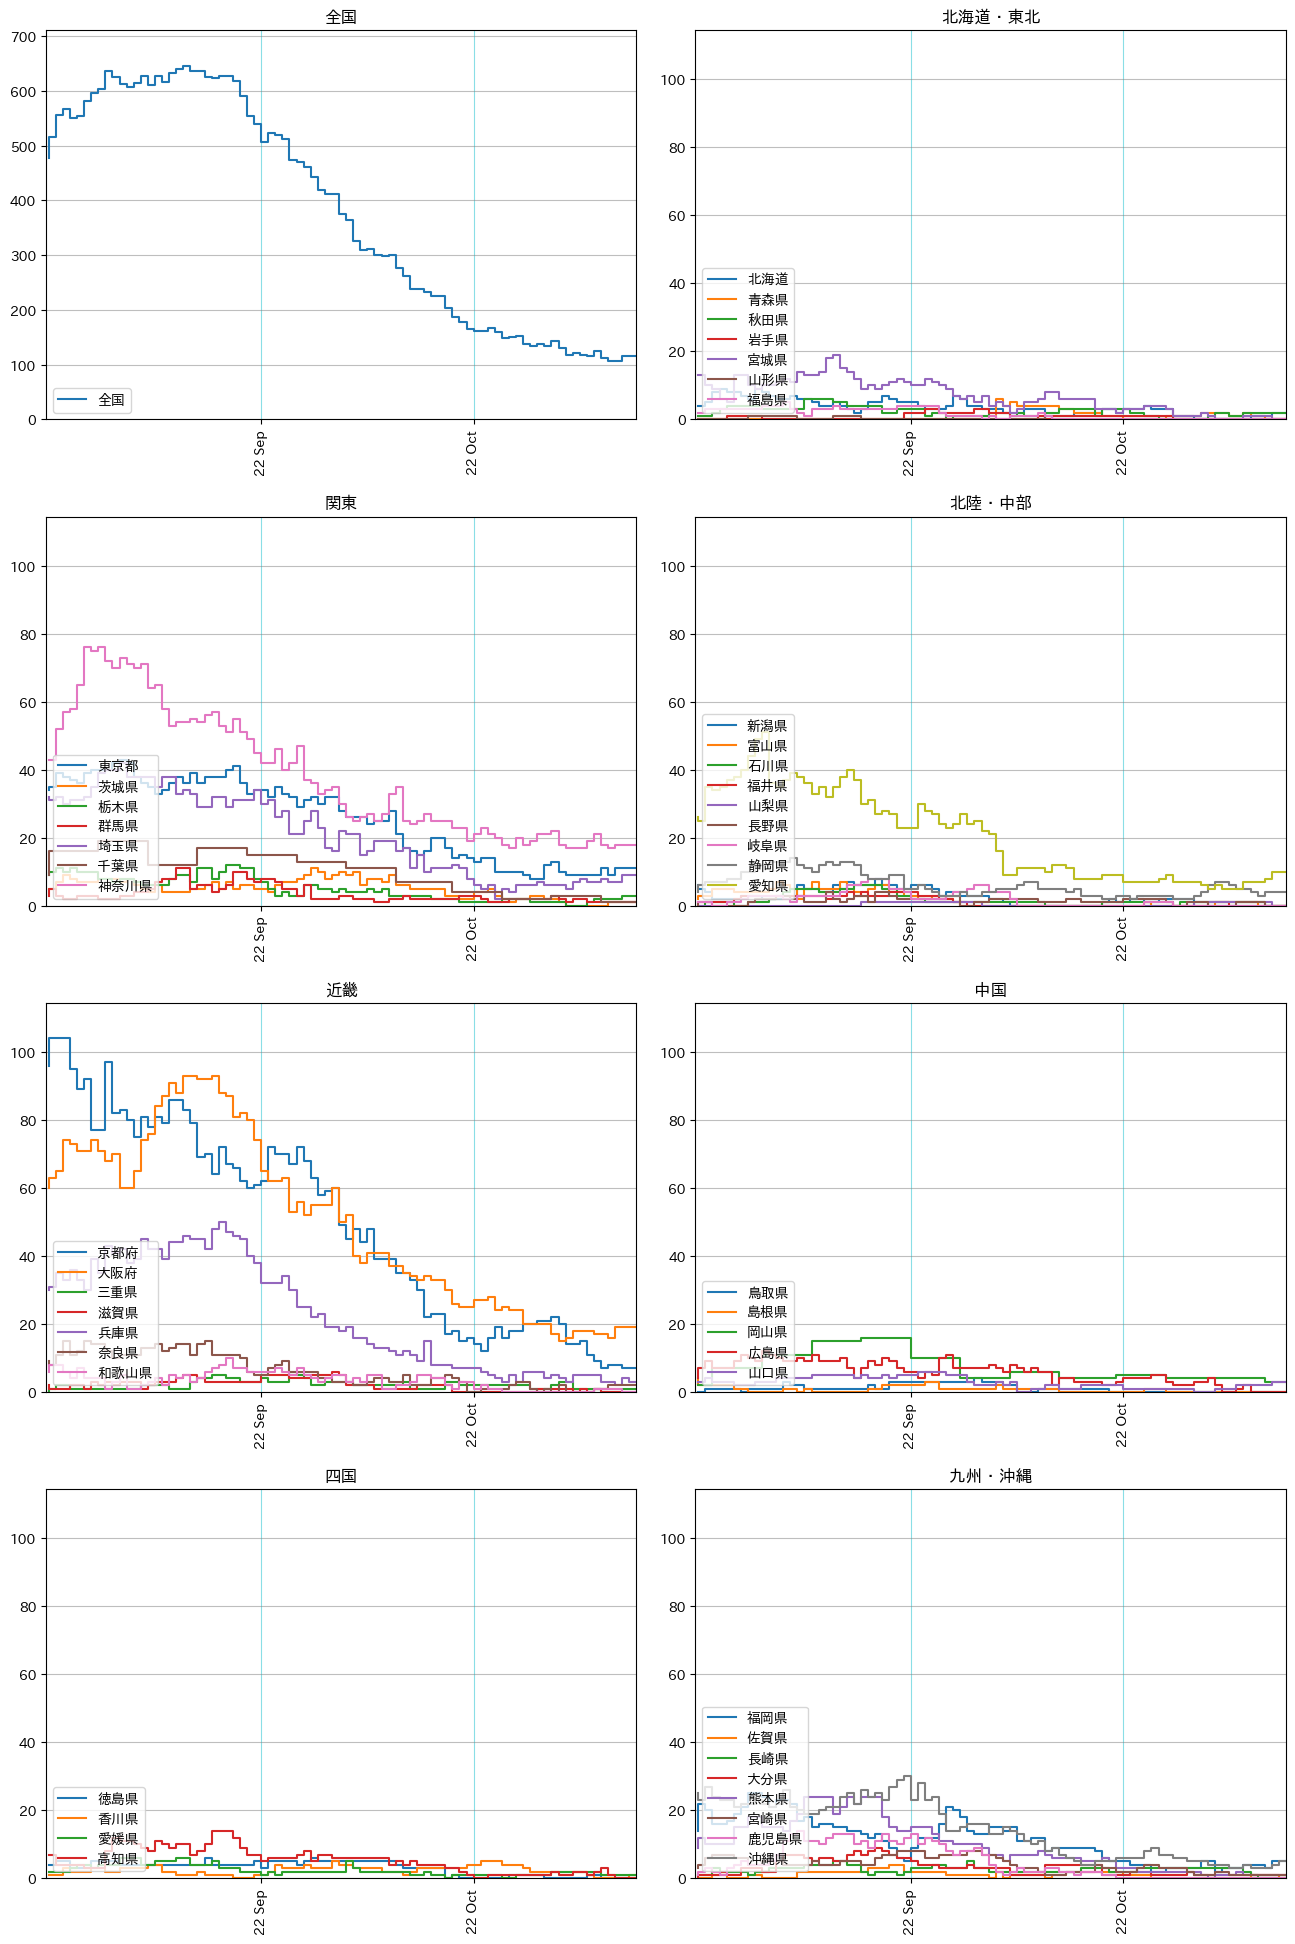 全国
700
600
500
400
300
200
100
0
全国
22 Sep
22 Oct
北海道・東北
100
80
60
40
20
0
北海道
青森県
秋田県
岩手県
宮城県
山形県
福島県
22 Sep
22 Oct
関東
100
80
60
40
20
0
東京都
茨城県
栃木県
群馬県
埼玉県
千葉県
神奈川県
22 Sep
22 Oct
北陸・中部
100
80
60
40
20
0
新潟県
富山県
石川県
福井県
山梨県
長野県
岐阜県
静岡県
愛知県
22 Sep
22 Oct
近畿
100
80
60
40
20
0
京都府
大阪府
三重県
滋賀県
兵庫県
奈良県
和歌山県
22 Sep
22 Oct
中国
100
80
60
40
20
0
鳥取県
島根県
岡山県
広島県
山口県
22 Sep
22 Oct
四国
100
80
60
40
20
0
徳島県
香川県
愛媛県
高知県
22 Sep
22 Oct
九州・沖縄
100
80
60
40
20
0
福岡県
佐賀県
長崎県
大分県
熊本県
宮崎県
鹿児島県
沖縄県
22 Sep
22 Oct